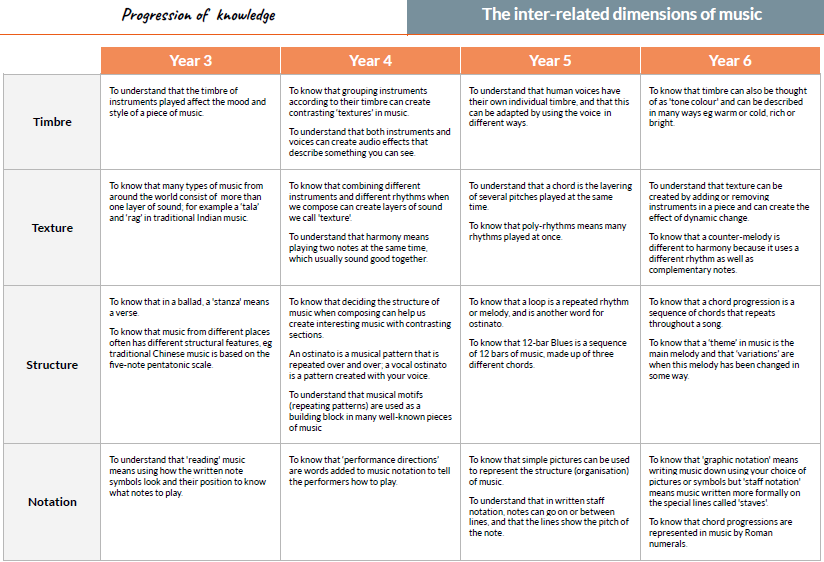 Progression of knowledge
The inter-related dimensions of music
Year 3
Year 4
Year 5
Year 6
Timbre
To understand that the timbre of
instruments played affect the mood and
style of a piece of music.
To know that grouping instruments
according to their timbre can create
contrasting 'textures' in music.
To understand that both instruments and
voices can create audio effects that
describe something you can see.
To understand that human voices have
their own individual timbre, and that this
can be adapted by using the voice in
different ways.
To know that timbre can also be thought
of as 'tone colour' and can be described
in many ways eg warm or cold, rich or
bright.
Texture
To know that many types of music from
around the world consist of more than
one layer of sound; for example a 'tala'
and 'rag' in traditional Indian music.
To know that combining different
instruments and different rhythms when
we compose can create layers of sound
we call 'texture'.
To understand that harmony means
playing two notes at the same time,
which usually sound good together.
To understand that a chord is the layering
of several pitches played at the same
time.
To know that poly-rhythms means many
rhythms played at once.
To understand that texture can be
created by adding or removing
instruments in a piece and can create the
effect of dynamic change.
To know that a counter-melody is
different to harmony because it uses a
different rhythm as well as
complementary notes.
Structure
To know that in a ballad, a 'stanza' means
a verse.
To know that music from different places
often has different structural features, eg
traditional Chinese music is based on the
five-note pentatonic scale.
To know that deciding the structure of
music when composing can help us
create interesting music with contrasting
sections.
An ostinato is a musical pattern that is
repeated over and over; a vocal ostinato
is a pattern created with your voice.
To understand that musical motifs
(repeating patterns) are used as a
building block in many well-known pieces
of music
To know that a loop is a repeated rhythm
or melody, and is another word for
ostinato.
To know that 12-bar Blues is a sequence
of 12 bars of music, made up of three
different chords.
To know that a chord progression is a
sequence of chords that repeats
throughout a song.
To know that a 'theme' in music is the
main melody and that 'variations' are
when this melody has been changed in
some way.
Notation
To understand that 'reading' music
means using how the written note
symbols look and their position to know
what notes to play.
To know that 'performance directions'
are words added to music notation to tell
the performers how to play.
To know that simple pictures can be used
to represent the structure (organisation)
of music.
To understand that in written staff
notation, notes can go on or between
lines, and that the lines show the pitch of
the note.
To know that 'graphic notation' means
writing music down using your choice of
pictures or symbols but 'staff notation'
means music written more formally on
the special lines called 'staves'.
To know that chord progressions are
represented in music by Roman
numerals.